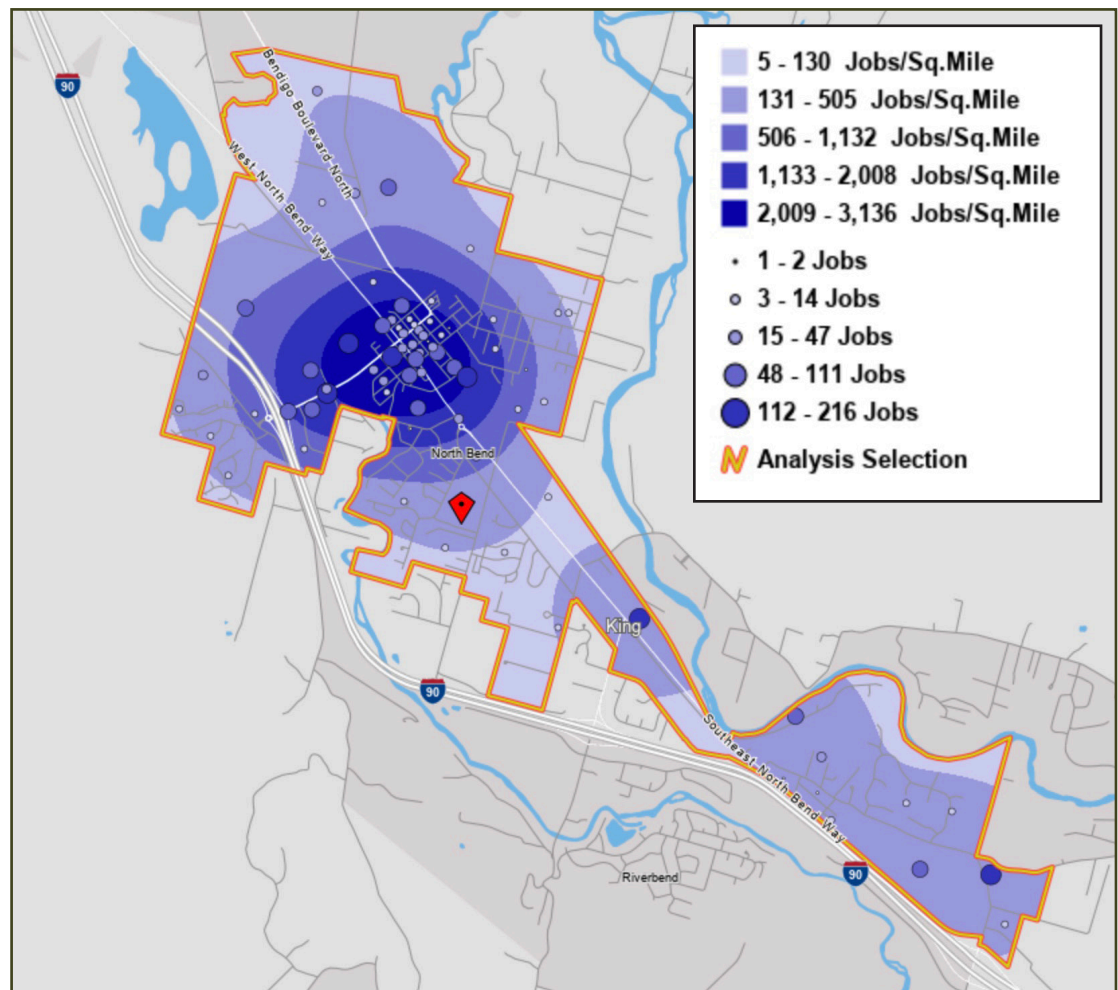 90
Bendigo Boulevard North
West North Bend Way
5 - 130 Jobs/Sq.Mile
131 - 505 Jobs/Sq.Mile
506 - 1,132 Jobs/Sq.Mile
1,133 - 2,008 Jobs/Sq.Mile
2,009 - 3,136 Jobs/Sq.Mile
1 - 2 Jobs
3 - 14 Jobs
15 - 47 Jobs
48 - 111 Jobs
112 - 216 Jobs
Analysis Selection
North Bend
King
90
Southeast North Bend Way
Riverbend
90